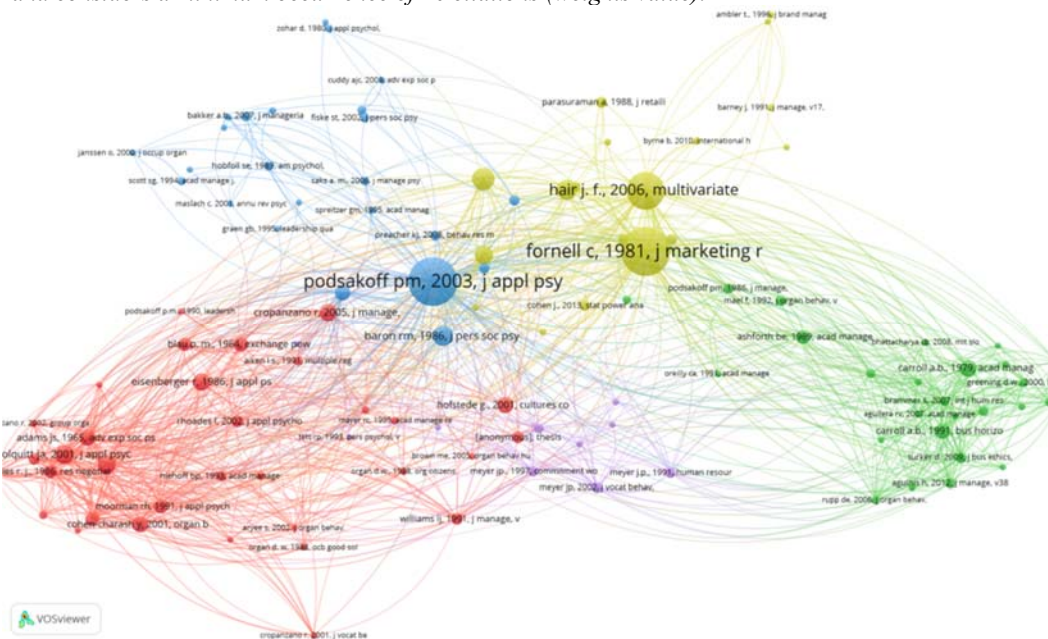 zohar d, 1980, j appl psychol,
ambler t., 1996, j brand manag
cuddy ajc, 2008, adv exp soc p
parasuraman a, 1988, j retaili
barney j, 1991, j manage, v17,
bakker a.b., 2007, j manageria
fiske st, 2002, j pers soc psy
byrne b, 2010, international h
janssen o, 2000, j occup organ
hobfoll se, 1989, am psychol,
scott sg, 1994, acad manage j,
saks a. m., 2006, j manage psy
hair j. f., 2006, multivariate
maslach c, 2008, annu rev psyc
spreitzer gm, 1995, acad manag
graen gb, 1995, leadership qua
preacher kj, 2008, behav res m
fornell c, 1981, j marketing r
podsakoff pm, 2003, j appl psy
podsakoff pm, 1986, j manage,
mael f, 1992, j organ behav, v
cohen j., 2013, stat power ana
podsakoff p.m., 1990, leadersh
cropanzano r, 2005, j manage,
baron rm, 1986, j pers soc psy
ashforth be, 1989, acad manage
bhattacharya cb, 2008, mit slo
blau p. m., 1964, exchange pow
aiken l.s., 1991, multiple reg
carroll a.b., 1979, acad manag
oreilly ca, 1991, acad manage
eisenberger r, 1986, j appl ps
greening d.w., 2000,
hofstede g., 2001, cultures co
brammer s, 2007, int j hum res
aguilera rv, 2007, acad manage
rhoades l, 2002, j appl psycho
mayer rc, 1995, acad manage re
adams js, 1965, adv exp soc ps
[anonymous], thesis
carroll a.b., 1991, bus horizo
colquitt ja, 2001, j appl psyc
brown me, 2005, organ behav hu
niehoff bp, 1993, acad manage
organ d.w., 1988, org citizens
meyer jp, 1997, commitment wo
meyer j.p., 1991, human resour
meyer jp, 2002, j vocat behav,
aguinis h, 2012, j manage, v38
rupp de, 2006, j organ behav,
moorman rh, 1991, j appl psych
cohen-charash y, 2001, organ b
williams lj, 1991, j manage, v
organ d. w, 1988, ocb good sol
cropanzano r, 2001, j vocat be
VOSviewer